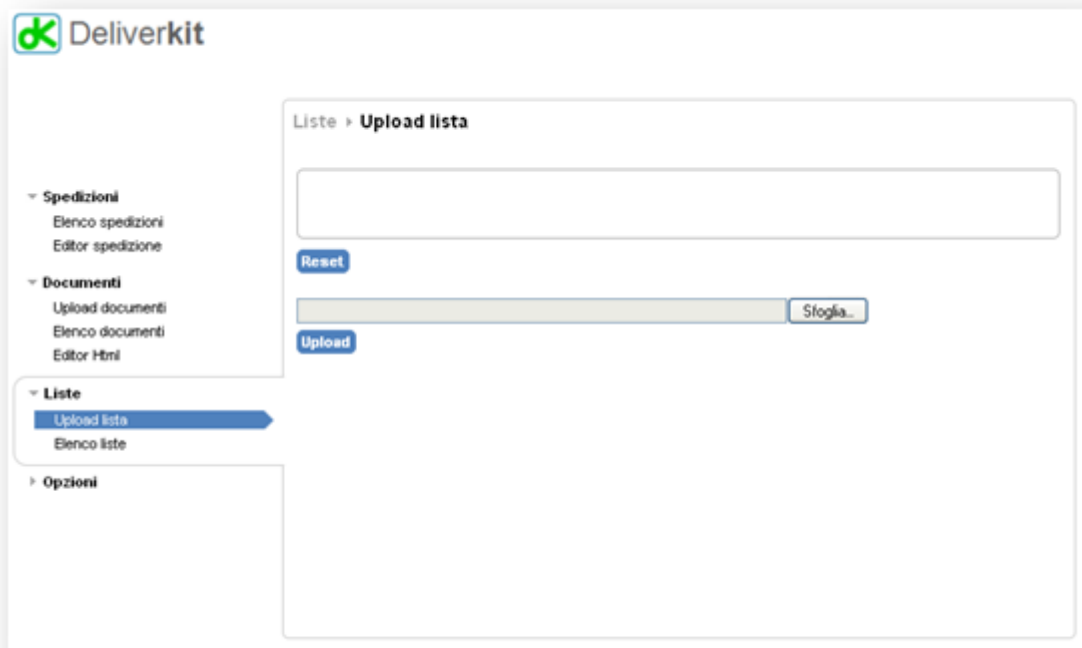 dK Deliverkit
Liste › Upload lista
Spedizioni
Elenco spedizioni
Editor spedizione
Documenti
Upload documenti
Elenco documenti
Editor Html
Liste
Upload lista
Elenco liste
Opzioni
Reset
Sfoglia...
Upload